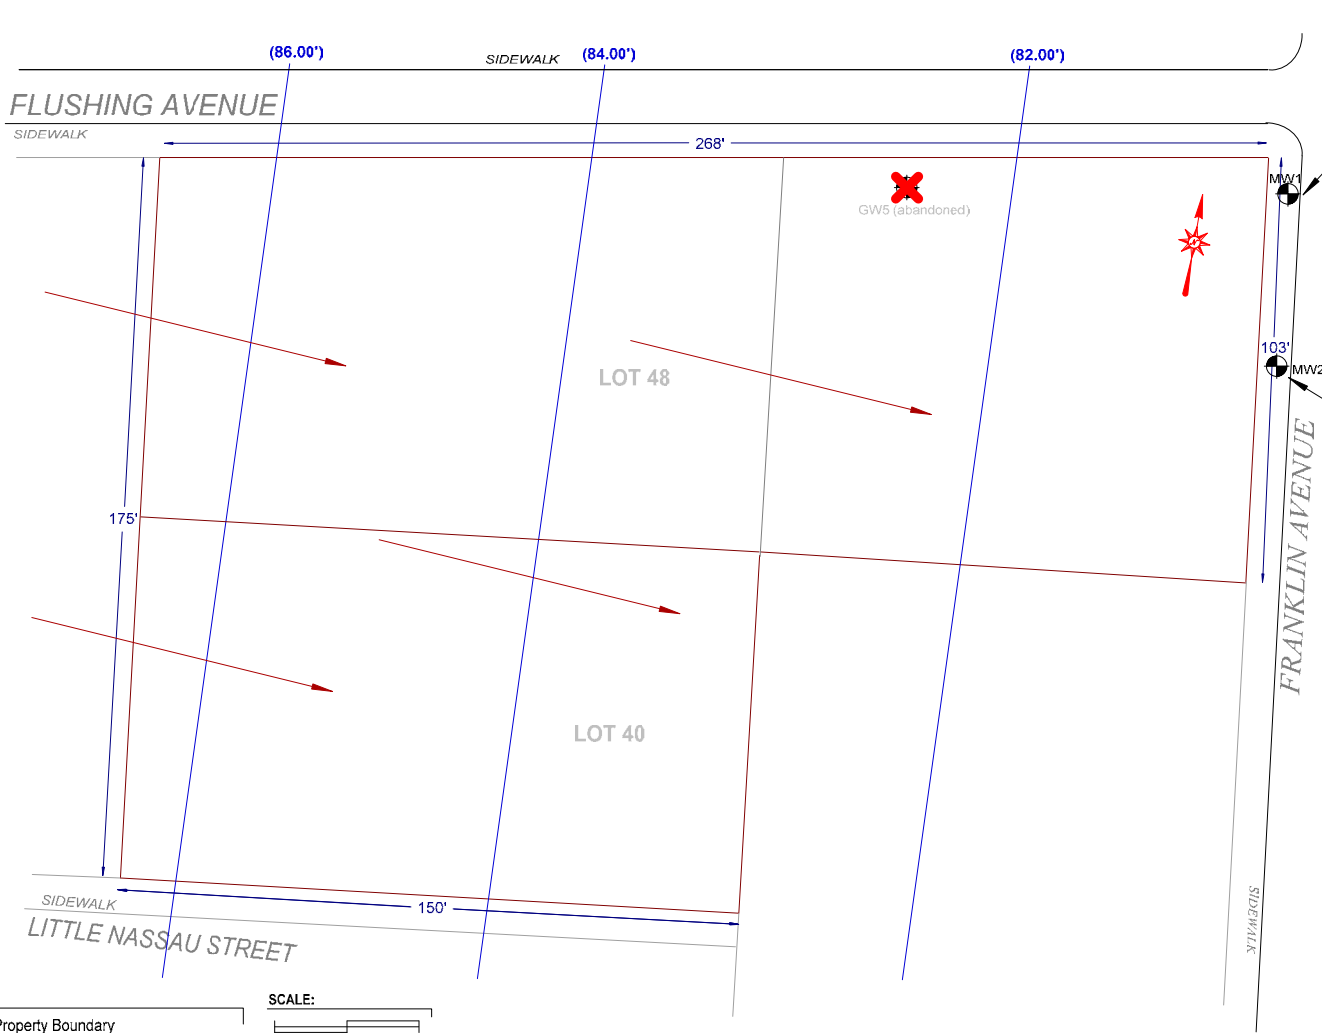 (86.00')
SIDEWALK
(84.00')
(82.00')
FLUSHING AVENUE
SIDEWALK
268'
MW1
GW5 (abandoned)
103'
MW2
LOT 48
FRANKLIN AVENUE
175'
LOT 40
SIDEWALK
150'
SIDEWALK
LITTLE NASSAU STREET
SCALE:
Property Boundary